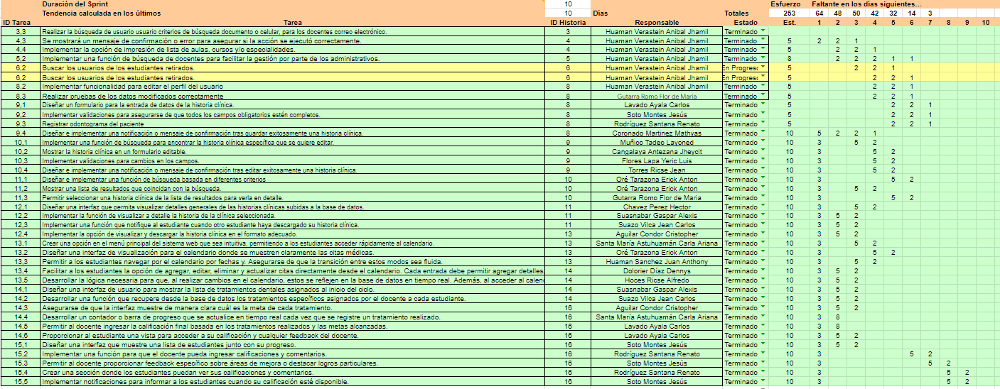 Duración del Sprint 10 Esfuerzo Faltante en los días siguientes…
Tendencia calculada en los últimos 10 Días Totales 253 64 48 50 42 32 14 3
ID Tarea Tarea ID Historia Responsable Estado Est. 1 2 3 4 5 6 7 8 9 10
3,3 Realizar la búsqueda de usuario usuario criterios de búsqueda documento o celular, para los docentes correo electrónico. 3 Huaman Verastein Anibal Jhamil Terminado
4,3 Se mostrará un mensaje de confirmación o error para asegurar si la acción se ejecutó correctamente. 4 Huaman Verastein Anibal Jhamil Terminado 5 2 2 1
4,4 Implementar la opción de impresión de lista de aulas, cursos y/o especialidades. 4 Huaman Verastein Anibal Jhamil Terminado 5 2 2 1
5,2 Implementar una función de búsqueda de docentes para facilitar la gestión por parte de los administrativos. 5 Huaman Verastein Anibal Jhamil Terminado 8 2 2 2 1 1
6,2 Buscar los usuarios de los estudiantes retirados. 6 Huaman Verastein Anibal Jhamil En Progreso 5 2 2 1
6,2 Buscar los usuarios de los estudiantes retirados. 6 Huaman Verastein Anibal Jhamil En Progreso 5 2 2 1
8,2 Implementar funcionalidad para editar el perfil del usuario 8 Huaman Verastein Anibal Jhamil Terminado 5 2 2 1
8,3 Realizar pruebas de los datos modificados correctamente 8 Gutarra Romo Flor de Maria Terminado 5 2 2 1
9,1 Diseñar un formulario para la entrada de datos de la historia clínica. 8 Lavado Ayala Carlos Terminado 5 2 2 1
9,2 Implementar validaciones para asegurarse de que todos los campos obligatorios estén completos. 8 Soto Montes Jesús Terminado 5 2 2 1
9,3 Registrar odontograma del paciente 8 Rodríguez Santana Renato Terminado 5 2 2 1
9,4 Diseñar e implementar una notificación o mensaje de confirmación tras guardar exitosamente una historia clínica. 8 Coronado Martinez Mathyas Terminado 10 5 2 2 1
10,1 Implementar una función de búsqueda para encontrar la historia clínica específica que se quiere editar. 9 Muñico Tadeo Layoned Terminado 10 3 5 2
10,2 Mostrar la historia clínica en un formulario editable. 9 Cangalaya Antezana Jheycit Terminado 10 3 5 2
10,3 Implementar validaciones para cambios en los campos. 9 Flores Lapa Yeric Luis Terminado 10 3 5 2
10,4 Diseñar e implementar una notificación o mensaje de confirmación tras editar exitosamente una historia clínica. 9 Torres Ricse Jean Terminado 10 3 5 2
11,1 Diseñar e implementar una función de búsqueda basada en diferentes criterios 10 Oré Tarazona Erick Anton Terminado 10 3 5 2
11,2 Mostrar una lista de resultados que coincidan con la búsqueda. 10 Oré Tarazona Erick Anton Terminado 10 3 5 2
11,3 Permitir seleccionar una historia clínica de la lista de resultados para verla en detalle. 10 Gutarra Romo Flor de Maria Terminado 10 3 5 2
12,1 Diseñar una interfaz que permita visualizar detalles generales de las historias clínicas subidas a la base de datos. 11 Chavez Perez Hector Terminado 10 3 5 2
12,2 Implementar la función de visualizar a detalle la historia de la clínica seleccionada. 11 Suasnabar Gaspar Alexis Terminado 10 3 5 2
12,3 Implementar una función que notifique al estudiante cuando otro estudiante haya descargado su historia clínica. 11 Suazo Vilca Jean Carlos Terminado 10 3 5 2
12,4 Implementar la opción de visualizar y descargar la historia clínica en el formato adecuado. 13 Aguilar Condor Cristopher Terminado 10 3 5 2
13,1 Crear una opción en el menú principal del sistema web que sea intuitiva, permitiendo a los estudiantes acceder rápidamente al calendario. 13 Santa María Astuhuamán Carla Ariana Terminado 10 3 5 2
13,2 Diseñar una interfaz de visualización para el calendario donde se muestren claramente las citas médicas. 13 Oré Tarazona Erick Anton Terminado 10 3 5 2
13,3 Permitir a los estudiantes navegar por el calendario por fechas y. Asegurarse de que la transición entre estos modos sea fluida. 13 Huaman Sanchez Juan Anthony Terminado 10 3 5 2
13,4 Facilitar a los estudiantes la opción de agregar, editar, eliminar y actualizar citas directamente desde el calendario. Cada entrada debe permitir agregar detalles, 14 Dolorier Díaz Dennys Terminado 10 3 5 2
13,5 Desarrollar la lógica necesaria para que, al realizar cambios en el calendario, estos se reflejen en la base de datos en tiempo real. Además, al acceder al calen 14 Hoces Ricse Alfredo Terminado 10 3 5 2
14,1 Diseñar una interfaz de usuario para mostrar la lista de tratamientos dentales asignados al inicio del ciclo. 14 Suasnabar Gaspar Alexis Terminado 10 3 5 2
14,2 Desarrollar una función que recupere desde la base de datos los tratamientos específicos asignados por el docente a cada estudiante. 14 Suazo Vilca Jean Carlos Terminado 10 3 5 2
14,3 Asegurarse de que la interfaz muestre de manera clara cuál es la meta de cada tratamiento. 16 Aguilar Condor Cristopher Terminado 10 3 5 2
14,4 Desarrollar un contador o barra de progreso que se actualice en tiempo real cada vez que se registre un tratamiento realizado. 16 Santa María Astuhuamán Carla Ariana Terminado 10 3 8
14,5 Permitir al docente ingresar la calificación final basada en los tratamientos realizados y las metas alcanzadas. 16 Lavado Ayala Carlos Terminado 10 3 8
14,6 Proporcionar al estudiante una vista para acceder a su calificación y cualquier feedback del docente. 16 Lavado Ayala Carlos Terminado 10 3 5 2
15,1 Diseñar una interfaz que muestre una lista de estudiantes junto con su progreso. 16 Soto Montes Jesús Terminado 10 3 5 2
15,2 Implementar una función para que el docente pueda ingresar calificaciones y comentarios. 16 Rodríguez Santana Renato Terminado 10 3 5 2
15,3 Permitir al docente proporcionar feedback específico sobre áreas de mejora o destacar logros particulares. 16 Soto Montes Jesús Terminado 10 3 5 2
15,4 Crear una sección donde los estudiantes puedan ver sus calificaciones y comentarios. 16 Rodríguez Santana Renato Terminado 10 3 5 2
15,5 Implementar notificaciones para informar a los estudiantes cuando su calificación esté disponible. 16 Soto Montes Jesús Terminado 10 3 5 2